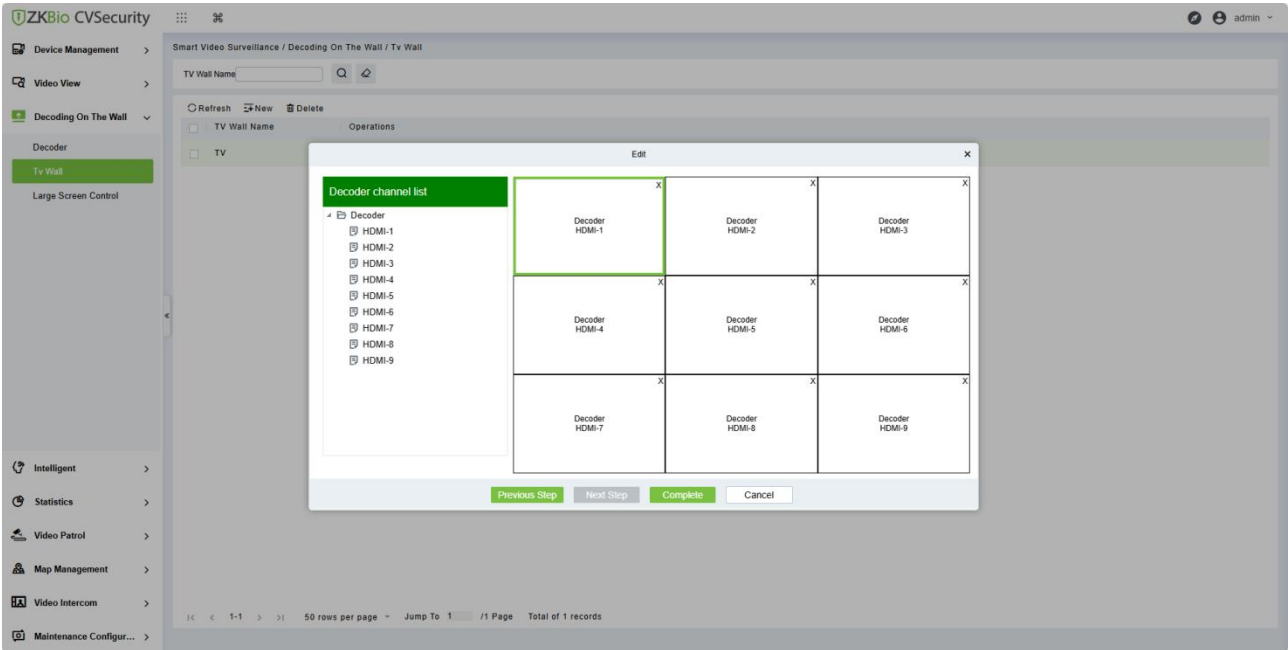 ZKBio CVSecurity
admin
Device Management
Video View
Decoding On The Wall
Decoder
Tv Wall
Large Screen Control
Intelligent
Statistics
Video Patrol
Map Management
Video Intercom
Maintenance Configur...
Smart Video Surveillance / Decoding On The Wall / Tv Wall
TV Wall Name
Refresh New Delete
TV Wall Name Operations
TV
Edit
Decoder channel list
Decoder
HDMI-1
HDMI-2
HDMI-3
HDMI-4
HDMI-5
HDMI-6
HDMI-7
HDMI-8
HDMI-9
X X X
Decoder Decoder Decoder
HDMI-1 HDMI-2 HDMI-3
X X X
Decoder Decoder Decoder
HDMI-4 HDMI-5 HDMI-6
X X X
Decoder Decoder Decoder
HDMI-7 HDMI-8 HDMI-9
Previous Step Next Step Complete Cancel
1-1 50 rows per page Jump To 1 /1 Page Total of 1 records